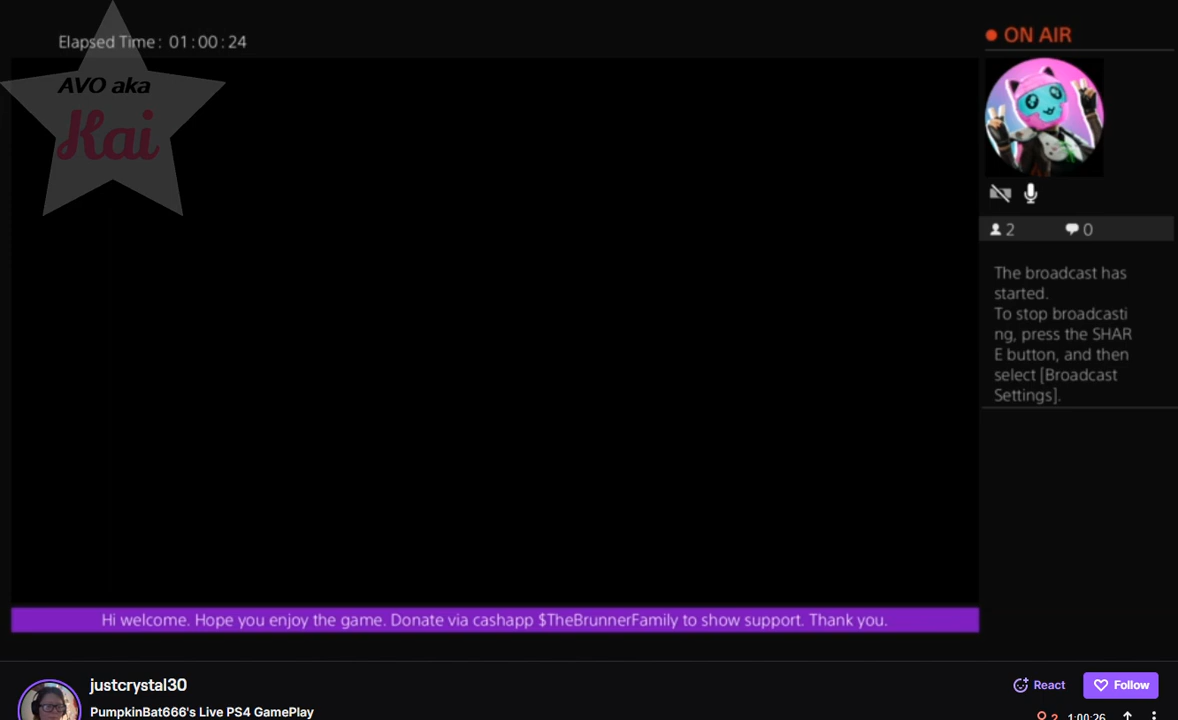 Elapsed Time: 01:00:24
AVO aka
Kai
ON AIR
2 0
The broadcast has
started.
To stop broadcasti
ng, press the SHAR
E button, and then
select [Broadcast
Settings].
Hi welcome. Hope you enjoy the game. Donate via cashapp $TheBrunnerFamily to show support. Thank you.
justcrystal30
React
Follow
PumpkinBat666's Live PS4 GamePlay
2 1:00:26